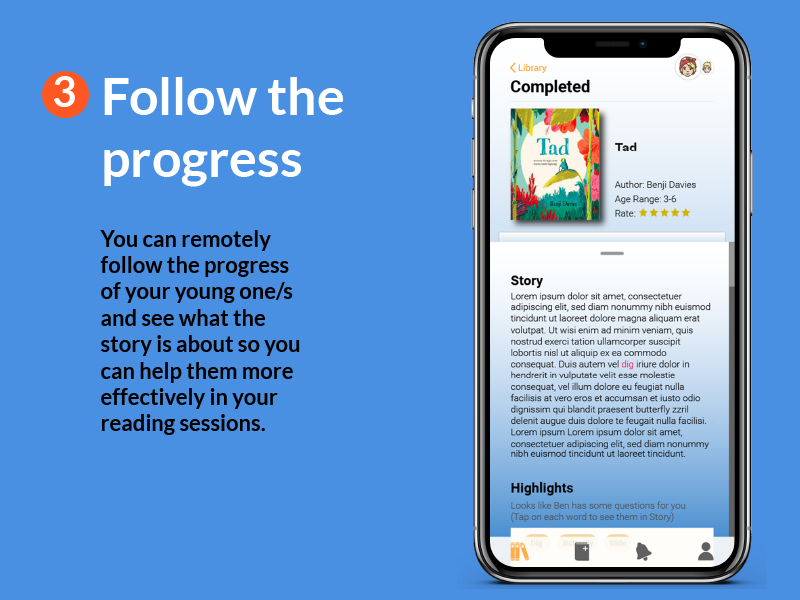 3
Follow the
progress
You can remotely
follow the progress
of your young one/s
and see what the
story is about so you
can help them more
effectively in your
reading sessions.
Library
Completed
Tad
Benji Davies
Tad
Author: Benji Davies
Age Range: 3-6
Rate: ★★★★★
Story
Lorem ipsum dolor sit amet, consectetuer
adipiscing elit, sed diam nonummy nibh euismod
tincidunt ut laoreet dolore magna aliquam erat
volutpat. Ut wisi enim ad minim veniam, quis
nostrud exerci tation ullamcorper suscipit
lobortis nisl ut aliquip ex ea commodo
consequat. Duis autem vel dig iriure dolor in
hendrerit in vulputate velit esse molestie
consequat, vel illum dolore eu feugiat nulla
facilisis at vero eros et accumsan et iusto odio
dignissim qui blandit praesent butterfly zzril
delenit augue duis dolore te feugait nulla facilisi.
Lorem ipsum Lorem ipsum dolor sit amet,
consectetuer adipiscing elit, sed diam nonummy
nibh euismod tincidunt ut laoreet tincidunt.
Highlights
Looks like Ben has some questions for you
(Tap on each word to see them in Story)